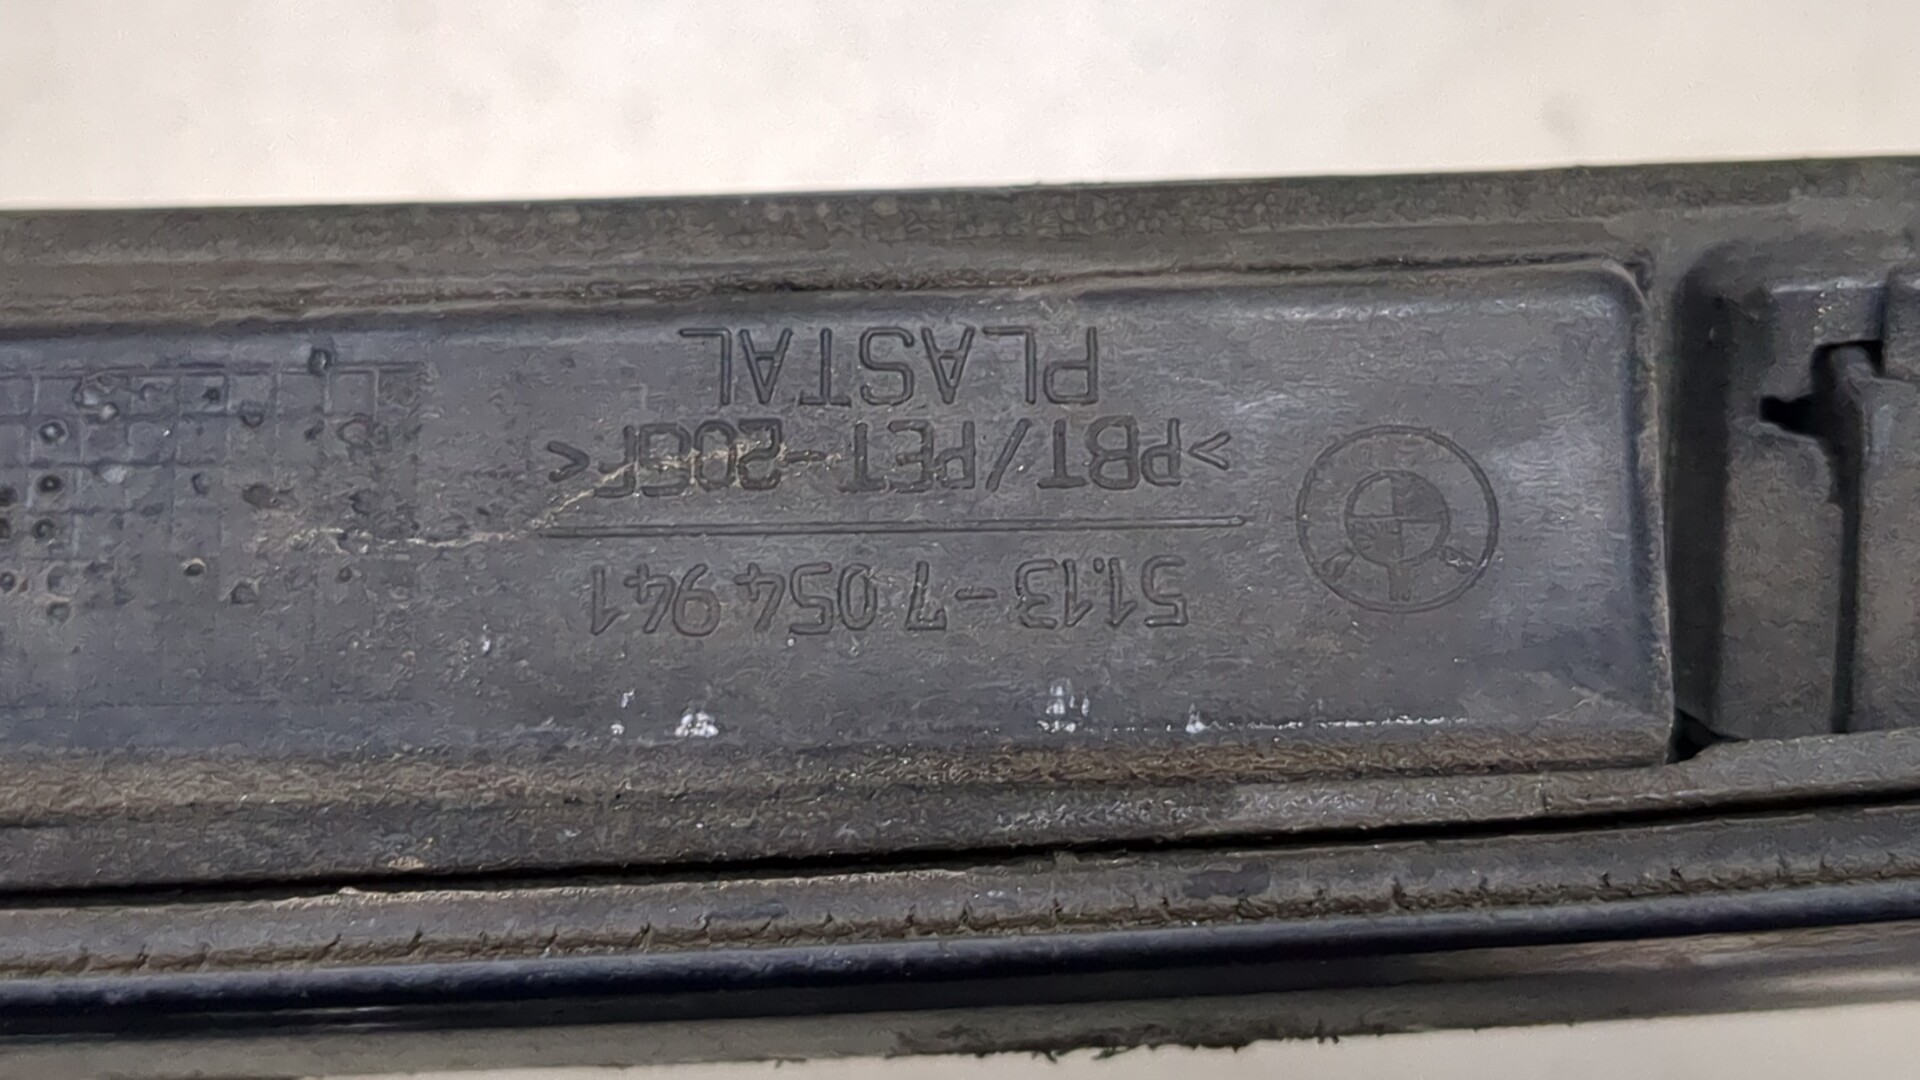 51.13-7 054 941
>PBT/PET-20GF<
PLASTAL